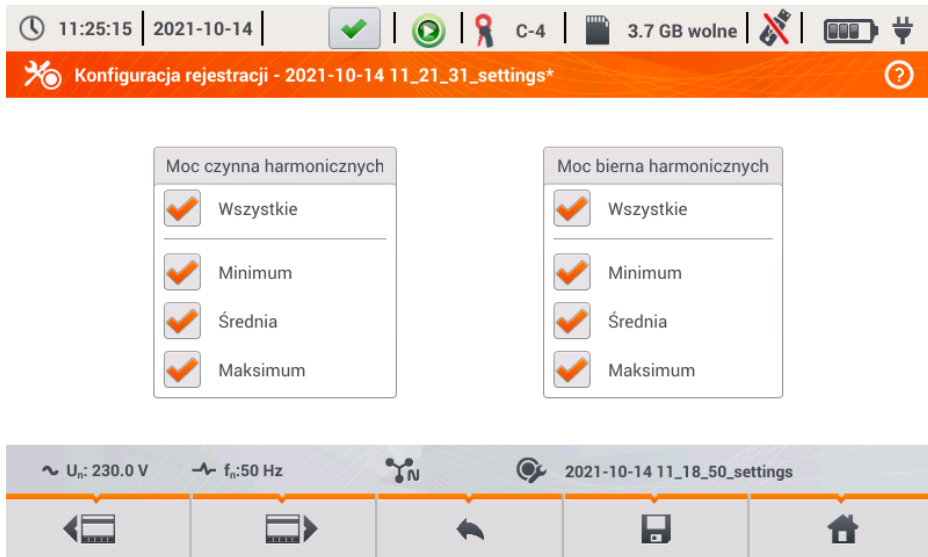 11:25:15 2021-10-14 C-4 3.7 GB wolne
Konfiguracja rejestracji - 2021-10-14 11_21_31_settings* ?
Moc czynna harmonicznych
Wszystkie
Minimum
Średnia
Maksimum
Moc bierna harmonicznych
Wszystkie
Minimum
Średnia
Maksimum
Un: 230.0 V fn:50 Hz N 2021-10-14 11_18_50_settings